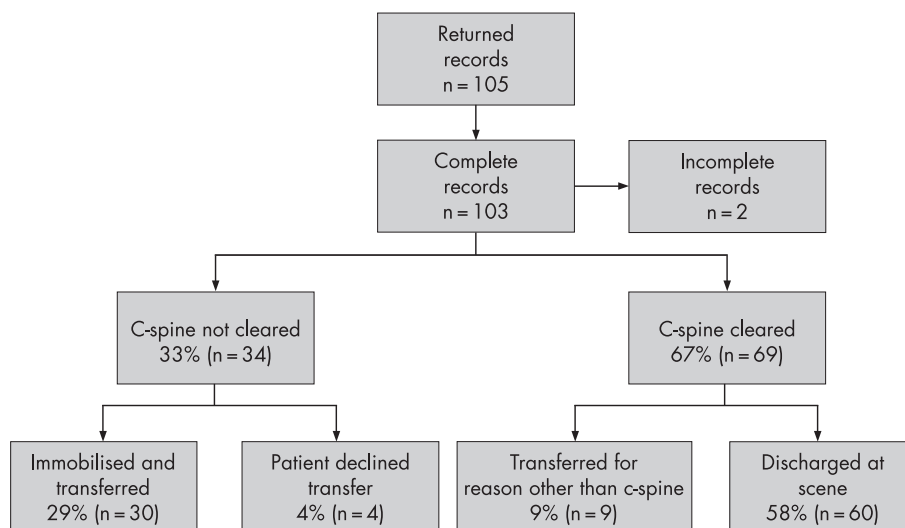 Returned
records
n = 105
Complete
records
n = 103
Incomplete
records
n = 2
C-spine not cleared
33% (n = 34)
C-spine cleared
67% (n = 69)
Immobilised and
transferred
29% (n = 30)
Patient declined
transfer
4% (n = 4)
Transferred for
reason other than c-spine
9% (n = 9)
Discharged at
scene
58% (n = 60)